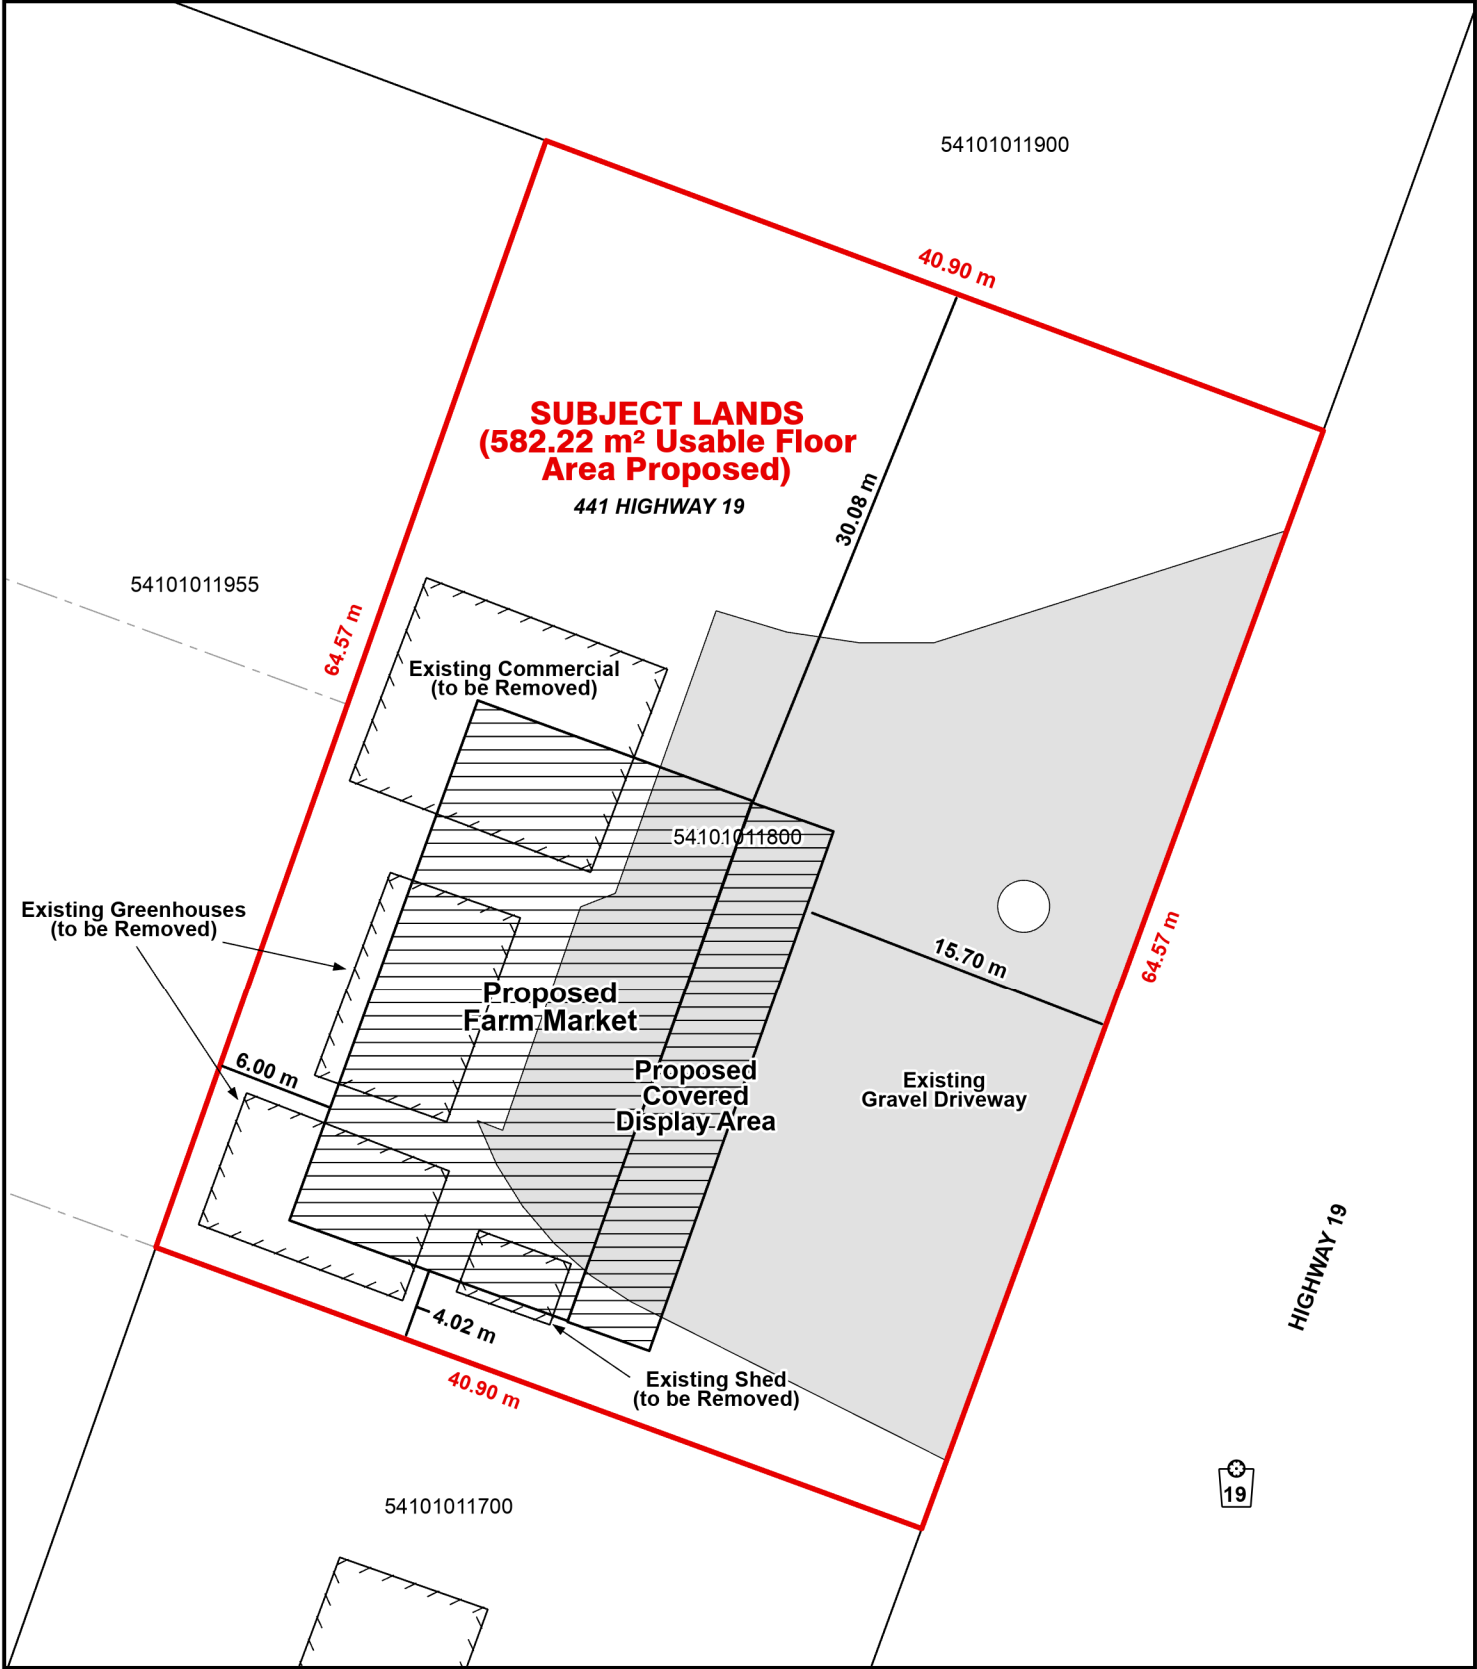 54101011900
40.90 m
SUBJECT LANDS
(582.22 m² Usable Floor
Area Proposed)
441 HIGHWAY 19
30.08 m
54101011955
64.57 m
Existing Commercial
(to be Removed)
54101011800
Existing Greenhouses
(to be Removed)
15.70 m
64.57 m
Proposed
Farm Market
6.00 m
Proposed
Covered
Display Area
Existing
Gravel Driveway
HIGHWAY 19
4.02 m
40.90 m
Existing Shed
(to be Removed)
19
54101011700